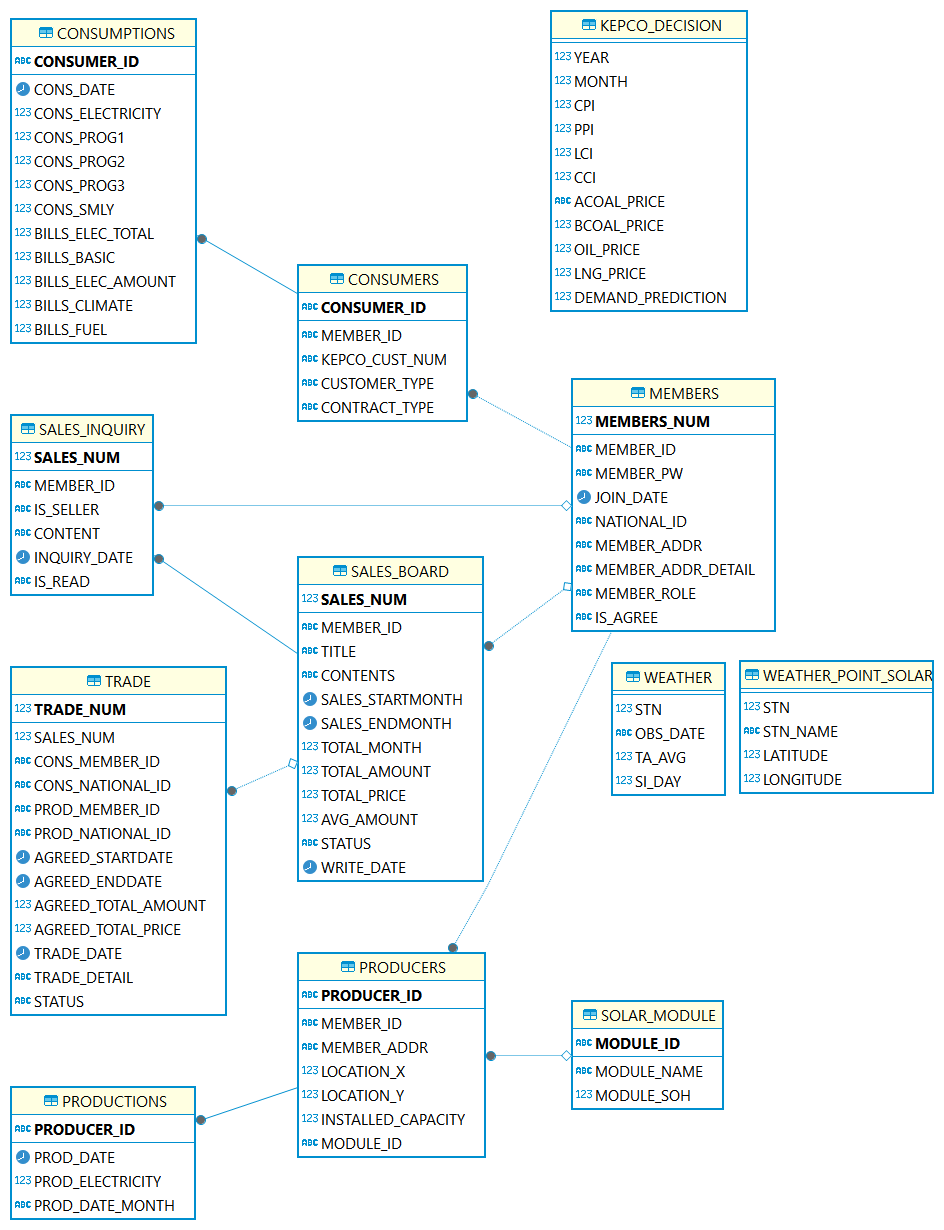 CONSUMPTIONS
ABC CONSUMER_ID
CONS_DATE
123 CONS_ELECTRICITY
123 CONS_PROG1
123 CONS_PROG2
123 CONS_PROG3
123 CONS_SMLY
123 BILLS_ELEC_TOTAL
123 BILLS_BASIC
123 BILLS_ELEC_AMOUNT
123 BILLS_CLIMATE
123 BILLS_FUEL
KEPCO_DECISION
123 YEAR
123 MONTH
123 CPI
123 PPI
123 LCI
123 CCI
ABC ACOAL_PRICE
123 BCOAL_PRICE
123 OIL_PRICE
123 LNG_PRICE
123 DEMAND_PREDICTION
CONSUMERS
ABC CONSUMER_ID
ABC MEMBER_ID
ABC KEPCO_CUST_NUM
ABC CUSTOMER_TYPE
ABC CONTRACT_TYPE
MEMBERS
123 MEMBERS_NUM
ABC MEMBER_ID
ABC MEMBER_PW
JOIN_DATE
ABC NATIONAL_ID
ABC MEMBER_ADDR
ABC MEMBER_ADDR_DETAIL
ABC MEMBER_ROLE
ABC IS_AGREE
SALES_INQUIRY
123 SALES_NUM
ABC MEMBER_ID
ABC IS_SELLER
ABC CONTENT
INQUIRY_DATE
ABC IS_READ
SALES_BOARD
123 SALES_NUM
ABC MEMBER_ID
ABC TITLE
ABC CONTENTS
SALES_STARTMONTH
SALES_ENDMONTH
123 TOTAL_MONTH
123 TOTAL_AMOUNT
123 TOTAL_PRICE
123 AVG_AMOUNT
ABC STATUS
WRITE_DATE
WEATHER
123 STN
ABC OBS_DATE
123 TA_AVG
123 SI_DAY
WEATHER_POINT_SOLAR
123 STN
ABC STN_NAME
123 LATITUDE
123 LONGITUDE
TRADE
123 TRADE_NUM
123 SALES_NUM
ABC CONS_MEMBER_ID
ABC CONS_NATIONAL_ID
ABC PROD_MEMBER_ID
ABC PROD_NATIONAL_ID
AGREED_STARTDATE
AGREED_ENDDATE
123 AGREED_TOTAL_AMOUNT
123 AGREED_TOTAL_PRICE
TRADE_DATE
ABC TRADE_DETAIL
ABC STATUS
PRODUCERS
ABC PRODUCER_ID
ABC MEMBER_ID
ABC MEMBER_ADDR
123 LOCATION_X
123 LOCATION_Y
123 INSTALLED_CAPACITY
ABC MODULE_ID
SOLAR_MODULE
ABC MODULE_ID
ABC MODULE_NAME
123 MODULE_SOH
PRODUCTIONS
ABC PRODUCER_ID
PROD_DATE
123 PROD_ELECTRICITY
ABC PROD_DATE_MONTH